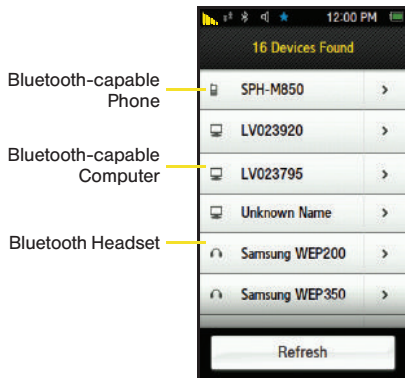 12:00 PM
16 Devices Found
Bluetooth-capable
Phone
SPH-M850
LV023920
Bluetooth-capable
Computer
LV023795
Unknown Name
Bluetooth Headset
Samsung WEP200
Samsung WEP350
Refresh